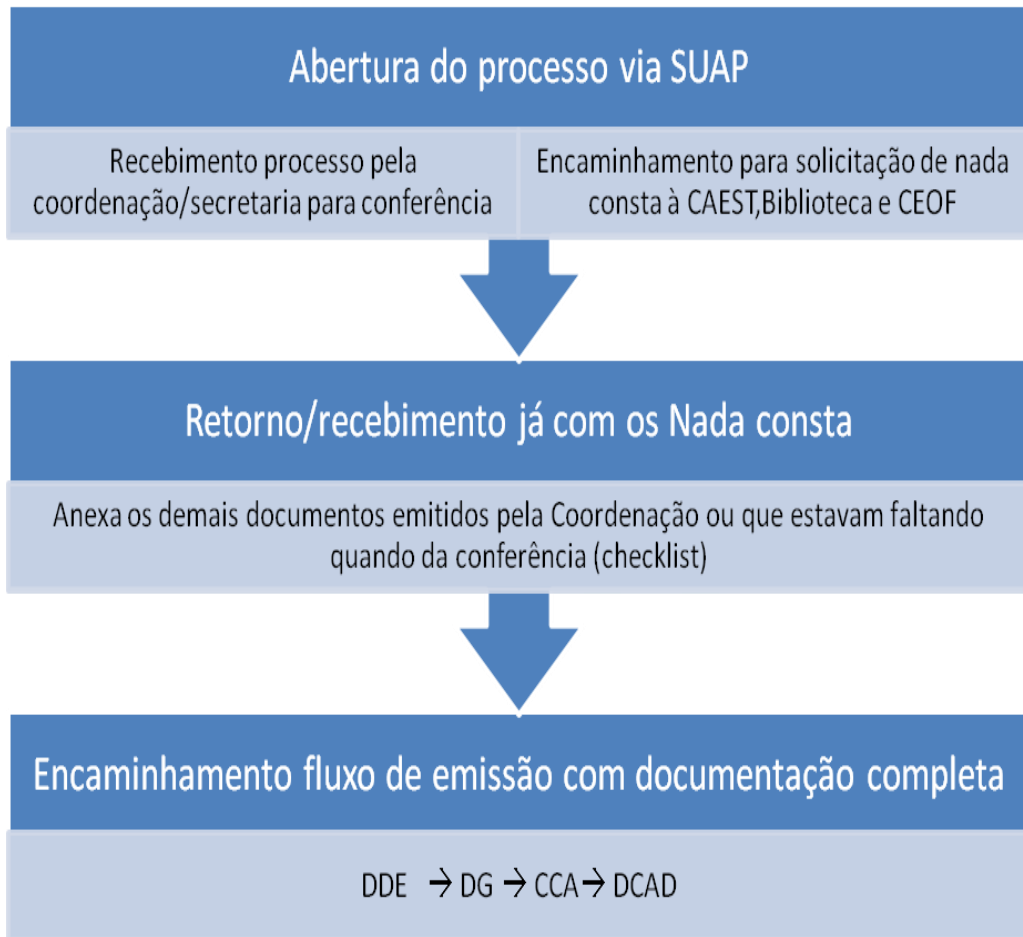 Abertura do processo via SUAP
Recebimento processo pela
coordenação/secretaria para conferência
Encaminhamento para solicitação de nada
consta à CAEST,Biblioteca e CEOF
Retorno/recebimento já com os Nada consta
Anexa os demais documentos emitidos pela Coordenação ou que estavam faltando
quando da conferência (checklist)
Encaminhamento fluxo de emissão com documentação completa
DDE → DG → CCA → DCAD